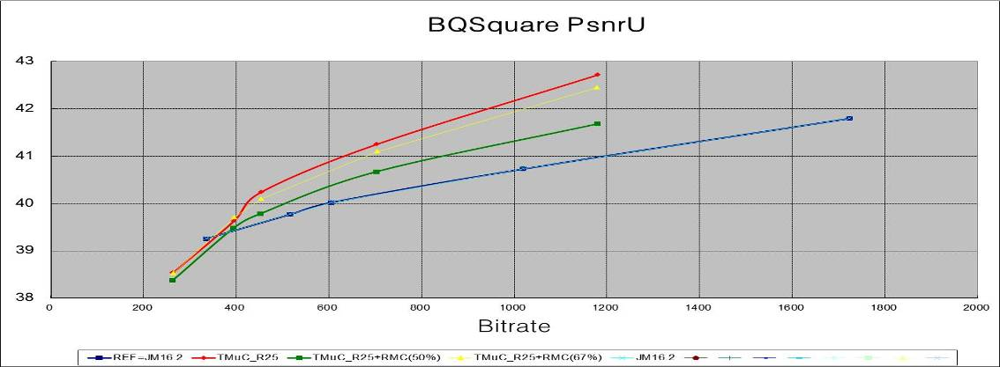 BQSquare PsnrU
43
42
41
40
39
38
0 200 400 600 800 1000 1200 1400 1600 1800 2000
Bitrate
REF=JM16 2 TMuC_R25 TMuC_R25+RMC(50%) TMuC_R25+RMC(67%) JM16 2